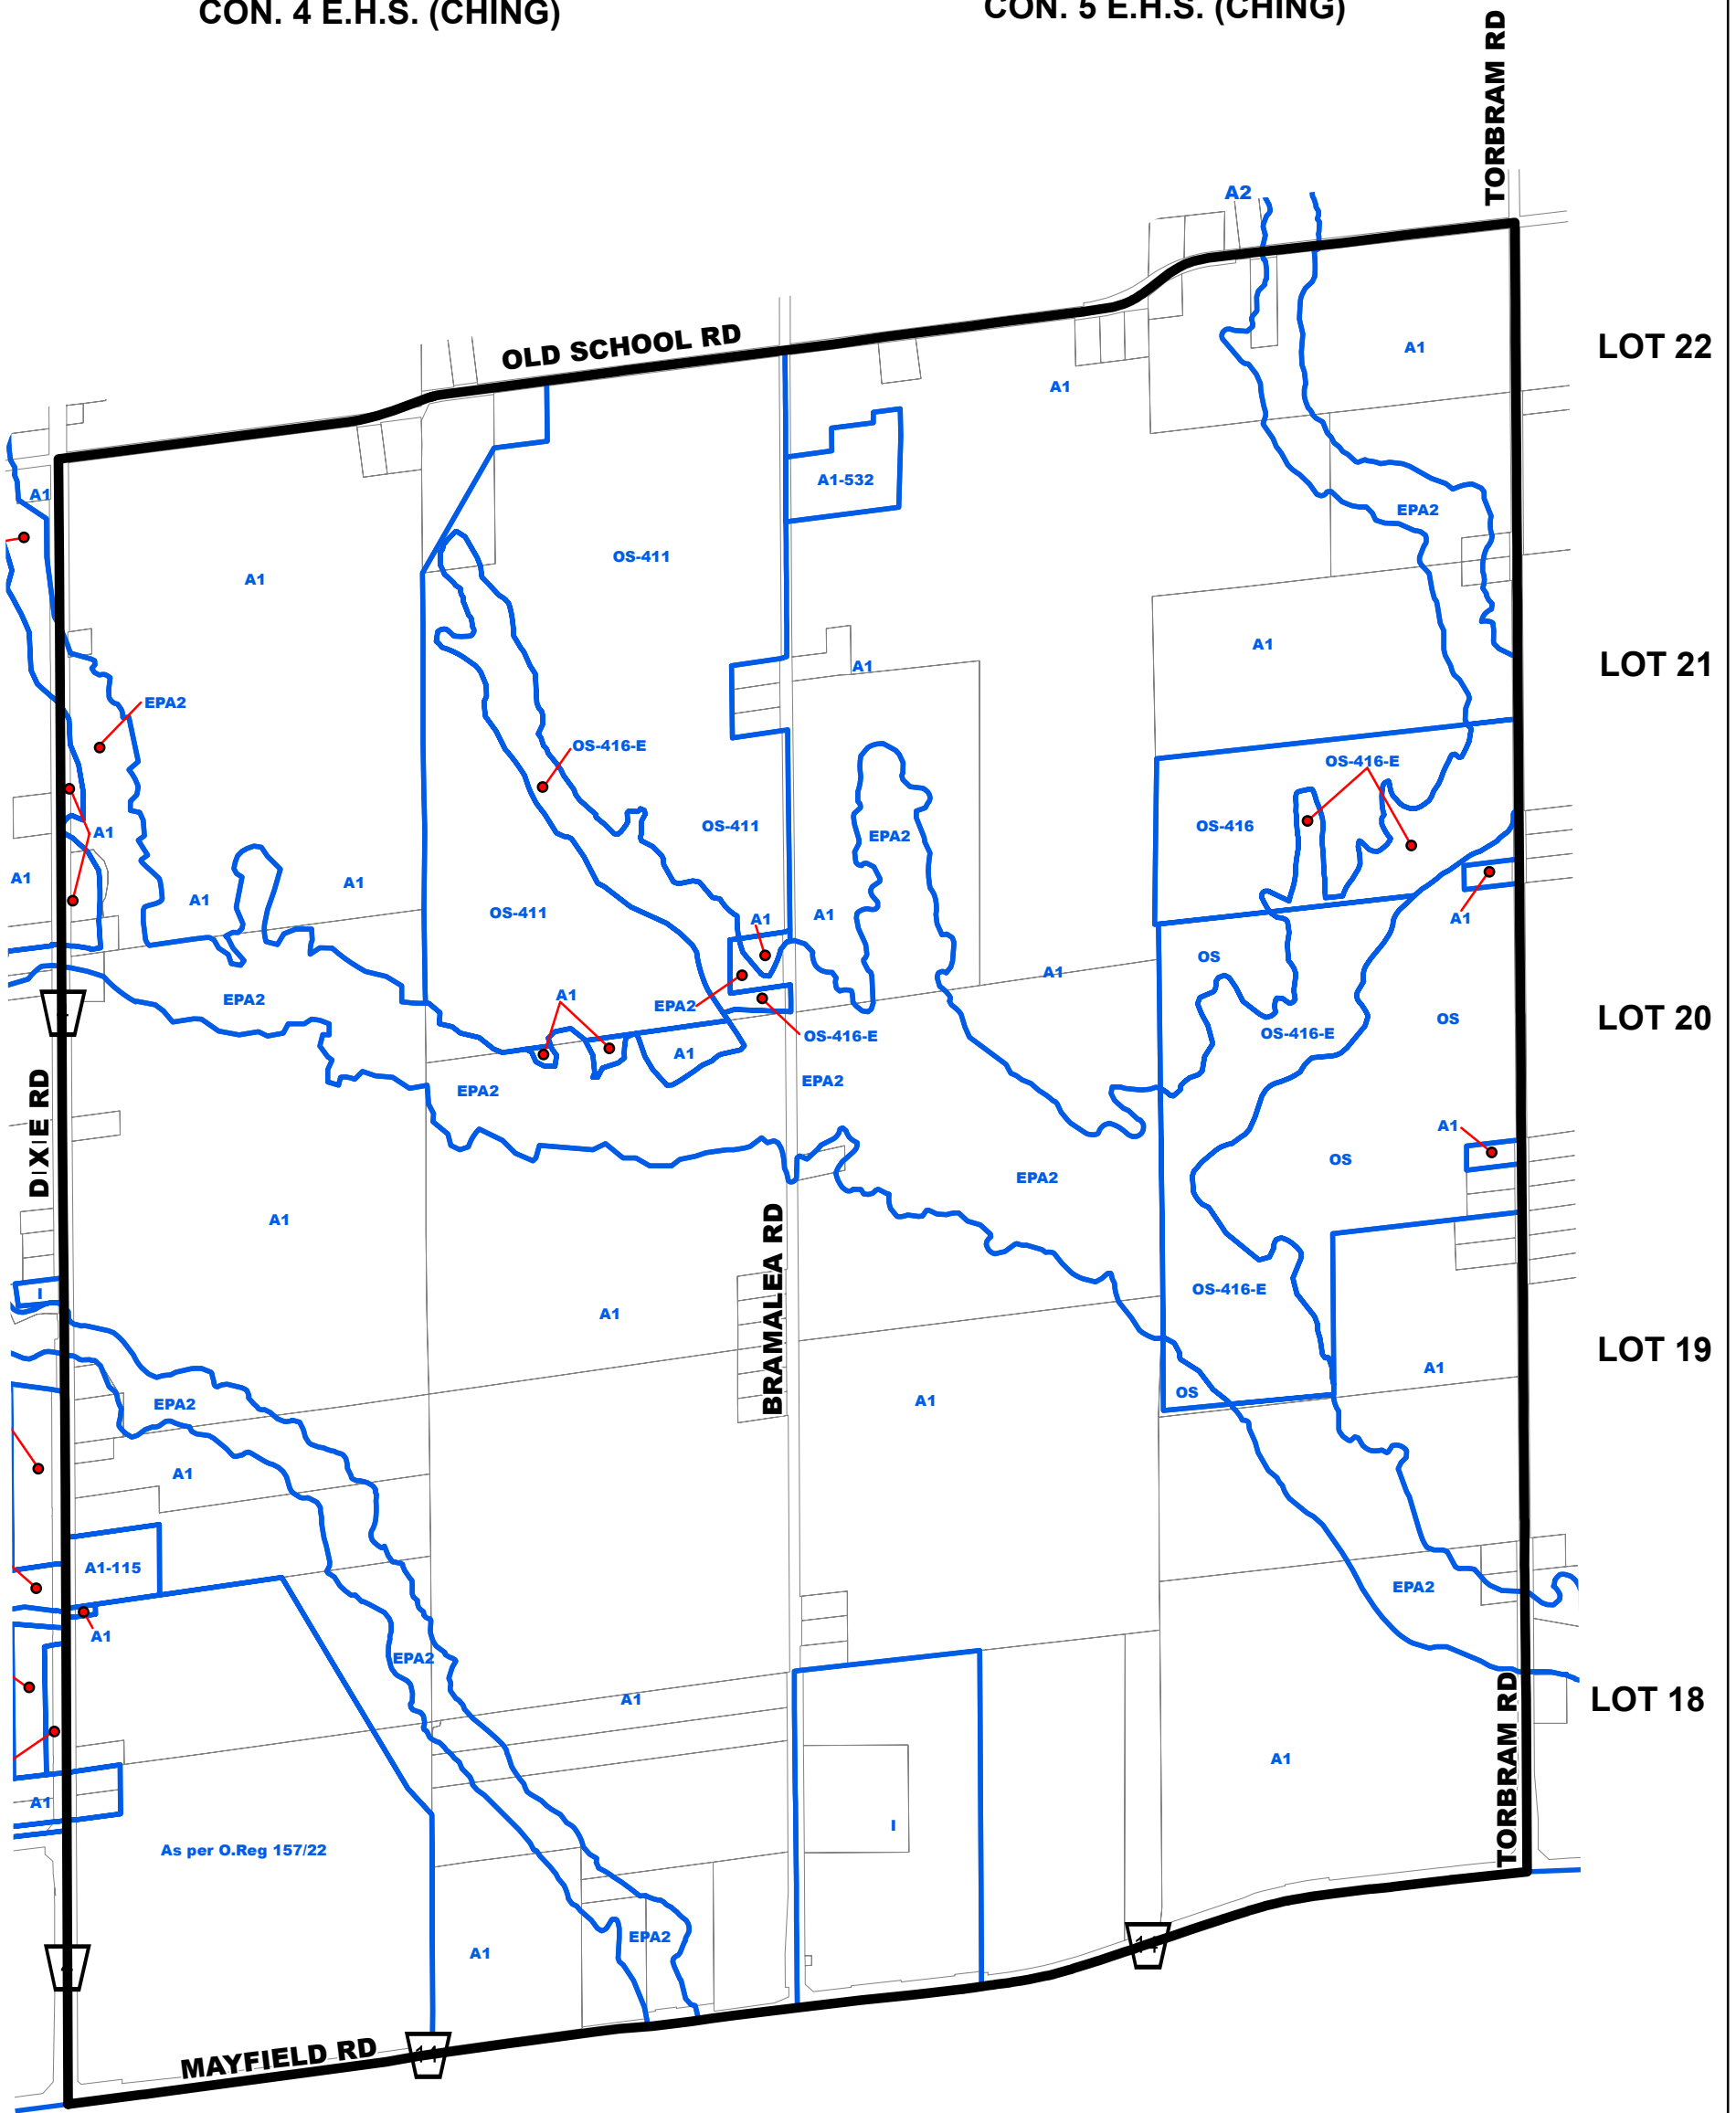 CON. 4 E.H.S. (CHING)
CON. 5 E.H.S. (CHING)
TORBRAM RD
A2
OLD SCHOOL RD
LOT 22
A1
A1
A1-532
A1
EPA2
OS-411
A1
A1
LOT 21
A1
EPA2
OS-416-E
OS-416-E
OS-411
OS-416
A1
EPA2
A1
A1
A1
OS-411
A1
A1
A1
OS
A1
EPA2
A1
EPA2
OS-416-E
OS-416-E
OS
LOT 20
A1
EPA2
EPA2
DIXIE RD
A1
OS
EPA2
A1
BRAMALEA RD
I
A1
OS-416-E
LOT 19
A1
OS
EPA2
A1
A1
A1-115
EPA2
A1
EPA2
A1
LOT 18
TORBRAM RD
A1
A1
I
As per O.Reg 157/22
EPA2
A1
14
MAYFIELD RD
14